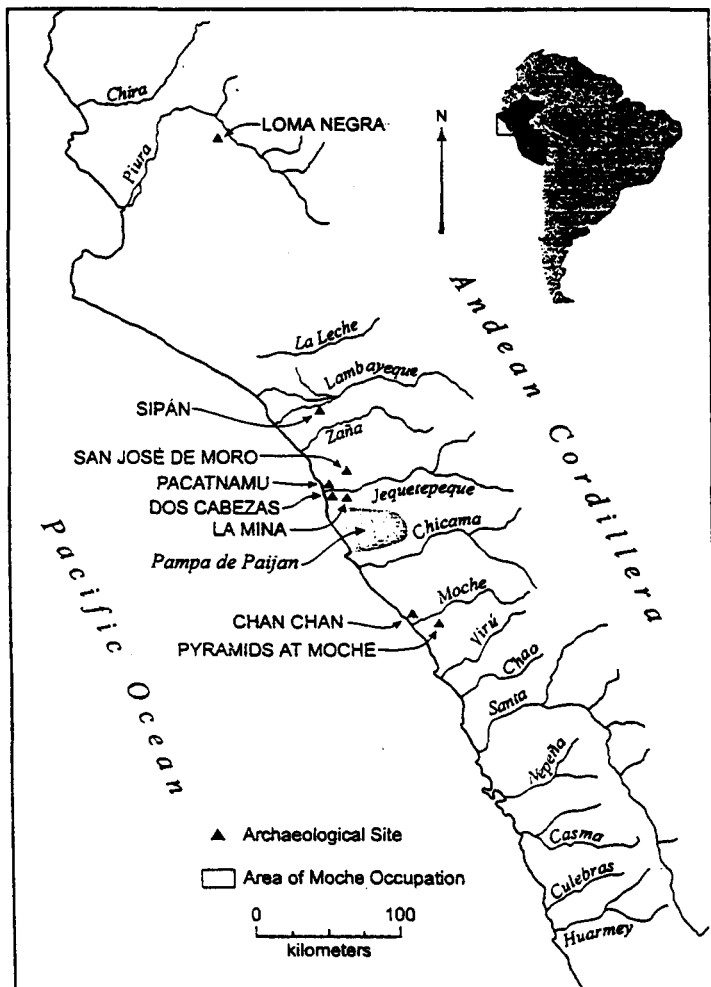 Chira
LOMA NEGRA
Piura
N
Andean Cordillera
La Leche
Lambayeque
SIPÁN
Zaña
SAN JOSÉ DE MORO
PACATNAMU
Jequetepeque
DOS CABEZAS
LA MINA
Chicama
Pampa de Paijan
Pacific Ocean
Moche
CHAN CHAN
Virú
PYRAMIDS AT MOCHE
Chao
Santa
Nepeña
Archaeological Site
Casma
Area of Moche Occupation
Culebras
0 100
Huarmey
kilometers